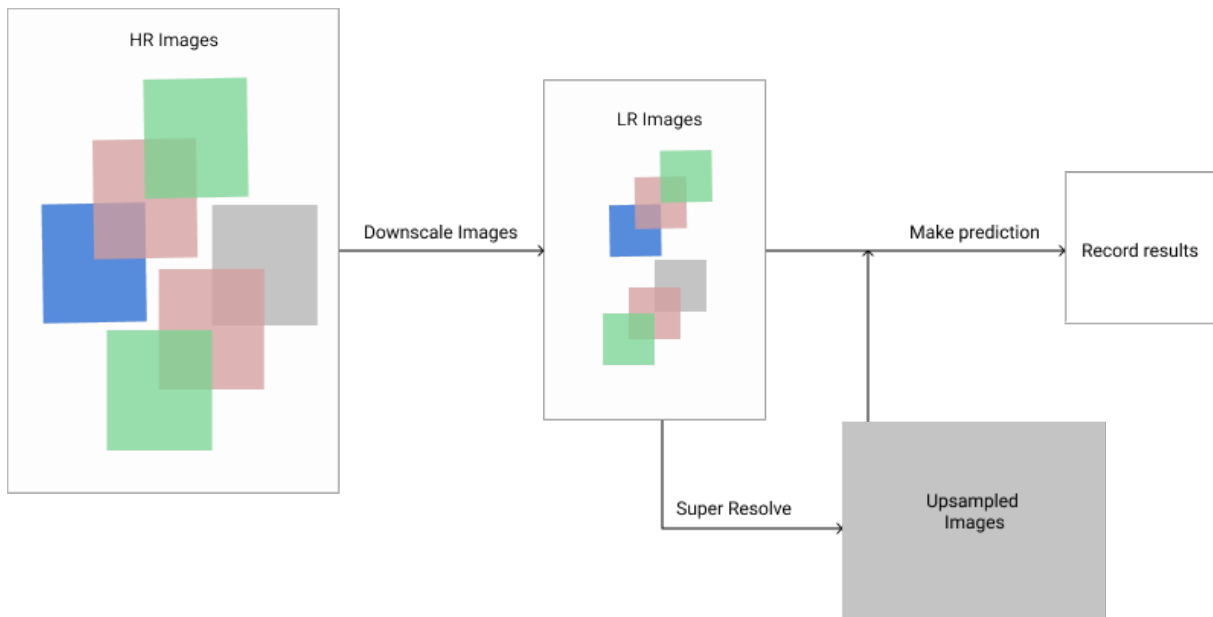 HR Images
Downscale Images
LR Images
Make prediction
Record results
Super Resolve
Upsampled
Images